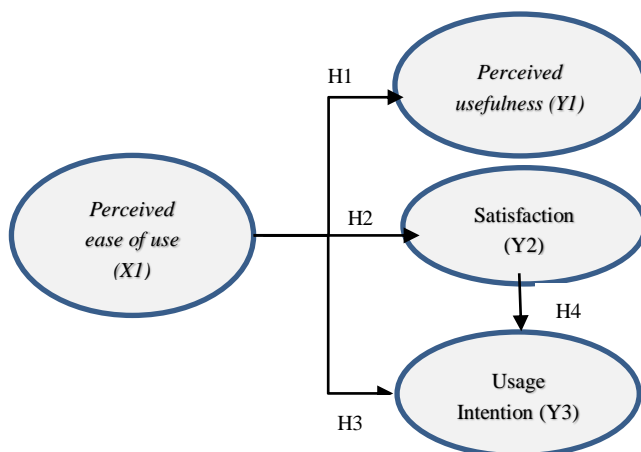 H1
Perceived
usefulness (Y1)
Perceived
ease of use
(X1)
H2
Satisfaction
(Y2)
H4
H3
Usage
Intention (Y3)